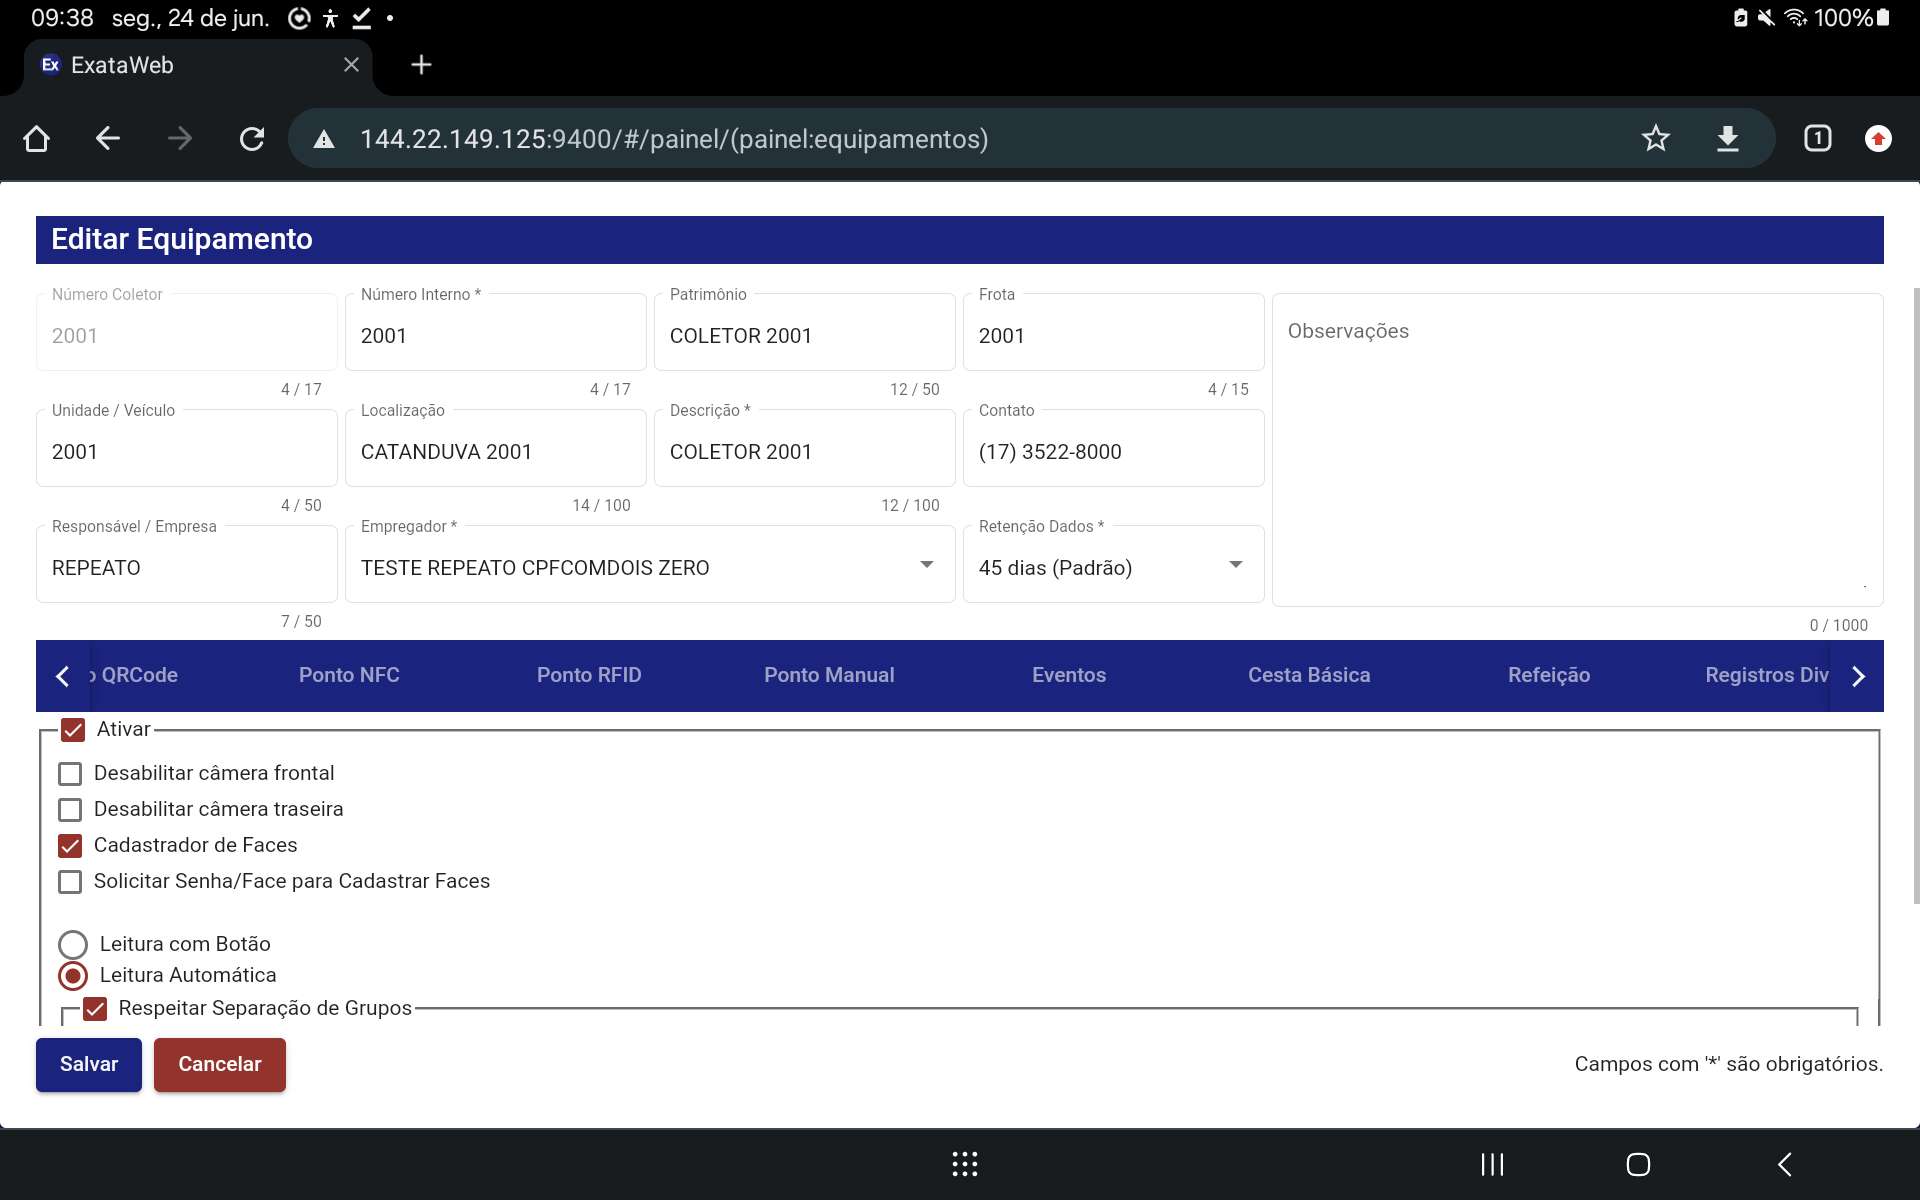 09:38 seg., 24 de jun.
100%
Ex ExataWeb
144.22.149.125:9400/#/painel/(painel:equipamentos)
1
Editar Equipamento
Número Coletor
2001
4 / 17
Número Interno *
2001
4 / 17
Patrimônio
COLETOR 2001
12 / 50
Frota
2001
4 / 15
Observações
0 / 1000
Unidade / Veículo
2001
4 / 50
Localização
CATANDUVA 2001
14 / 100
Descrição *
COLETOR 2001
12 / 100
Contato
(17) 3522-8000
Responsável / Empresa
REPEATO
7 / 50
Empregador *
TESTE REPEATO CPFCOMDOIS ZERO
Retenção Dados *
45 dias (Padrão)
o QRCode Ponto NFC Ponto RFID Ponto Manual Eventos Cesta Básica Refeição Registros Div
Ativar
Desabilitar câmera frontal
Desabilitar câmera traseira
Cadastrador de Faces
Solicitar Senha/Face para Cadastrar Faces
Leitura com Botão
Leitura Automática
Respeitar Separação de Grupos
Salvar Cancelar
Campos com '*' são obrigatórios.